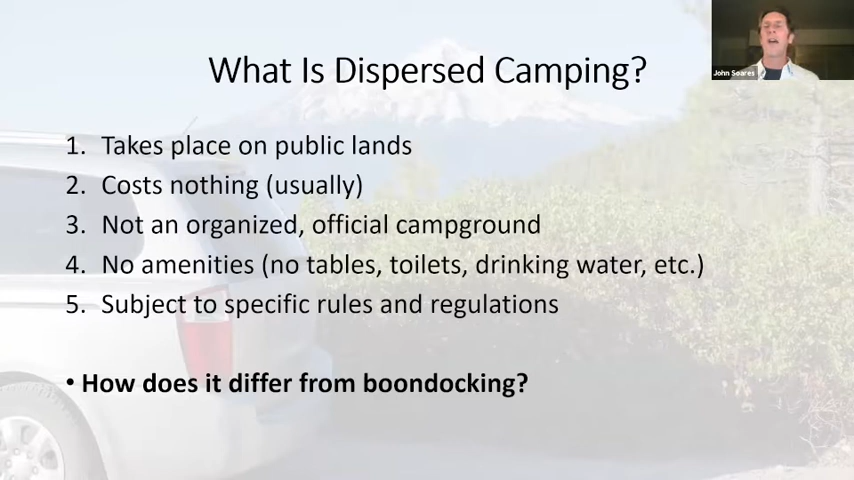 What Is Dispersed Camping?
John Soares
1. Takes place on public lands
2. Costs nothing (usually)
3. Not an organized, official campground
4. No amenities (no tables, toilets, drinking water, etc.)
5. Subject to specific rules and regulations
• How does it differ from boondocking?